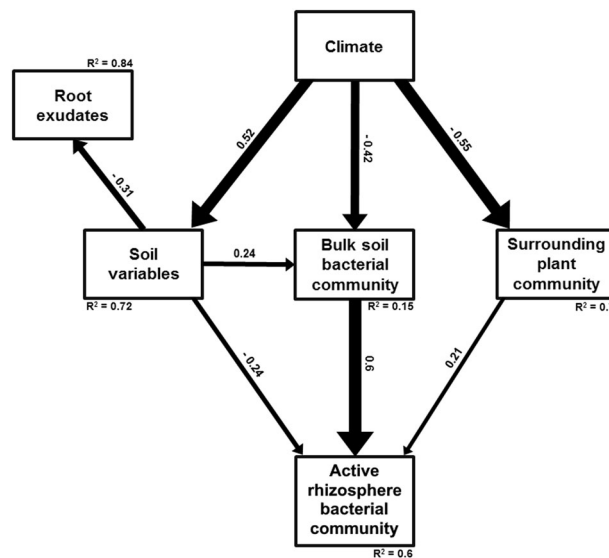 Climate
R² = 0.84
Root
exudates
0.52
- 0.42
- 0.55
- 0.31
Soil
variables
R² = 0.72
0.24
Bulk soil
bacterial
community
R² = 0.15
Surrounding
plant
community
- 0.24
0.6
0.21
Active
rhizosphere
bacterial
community
R² = 0.6